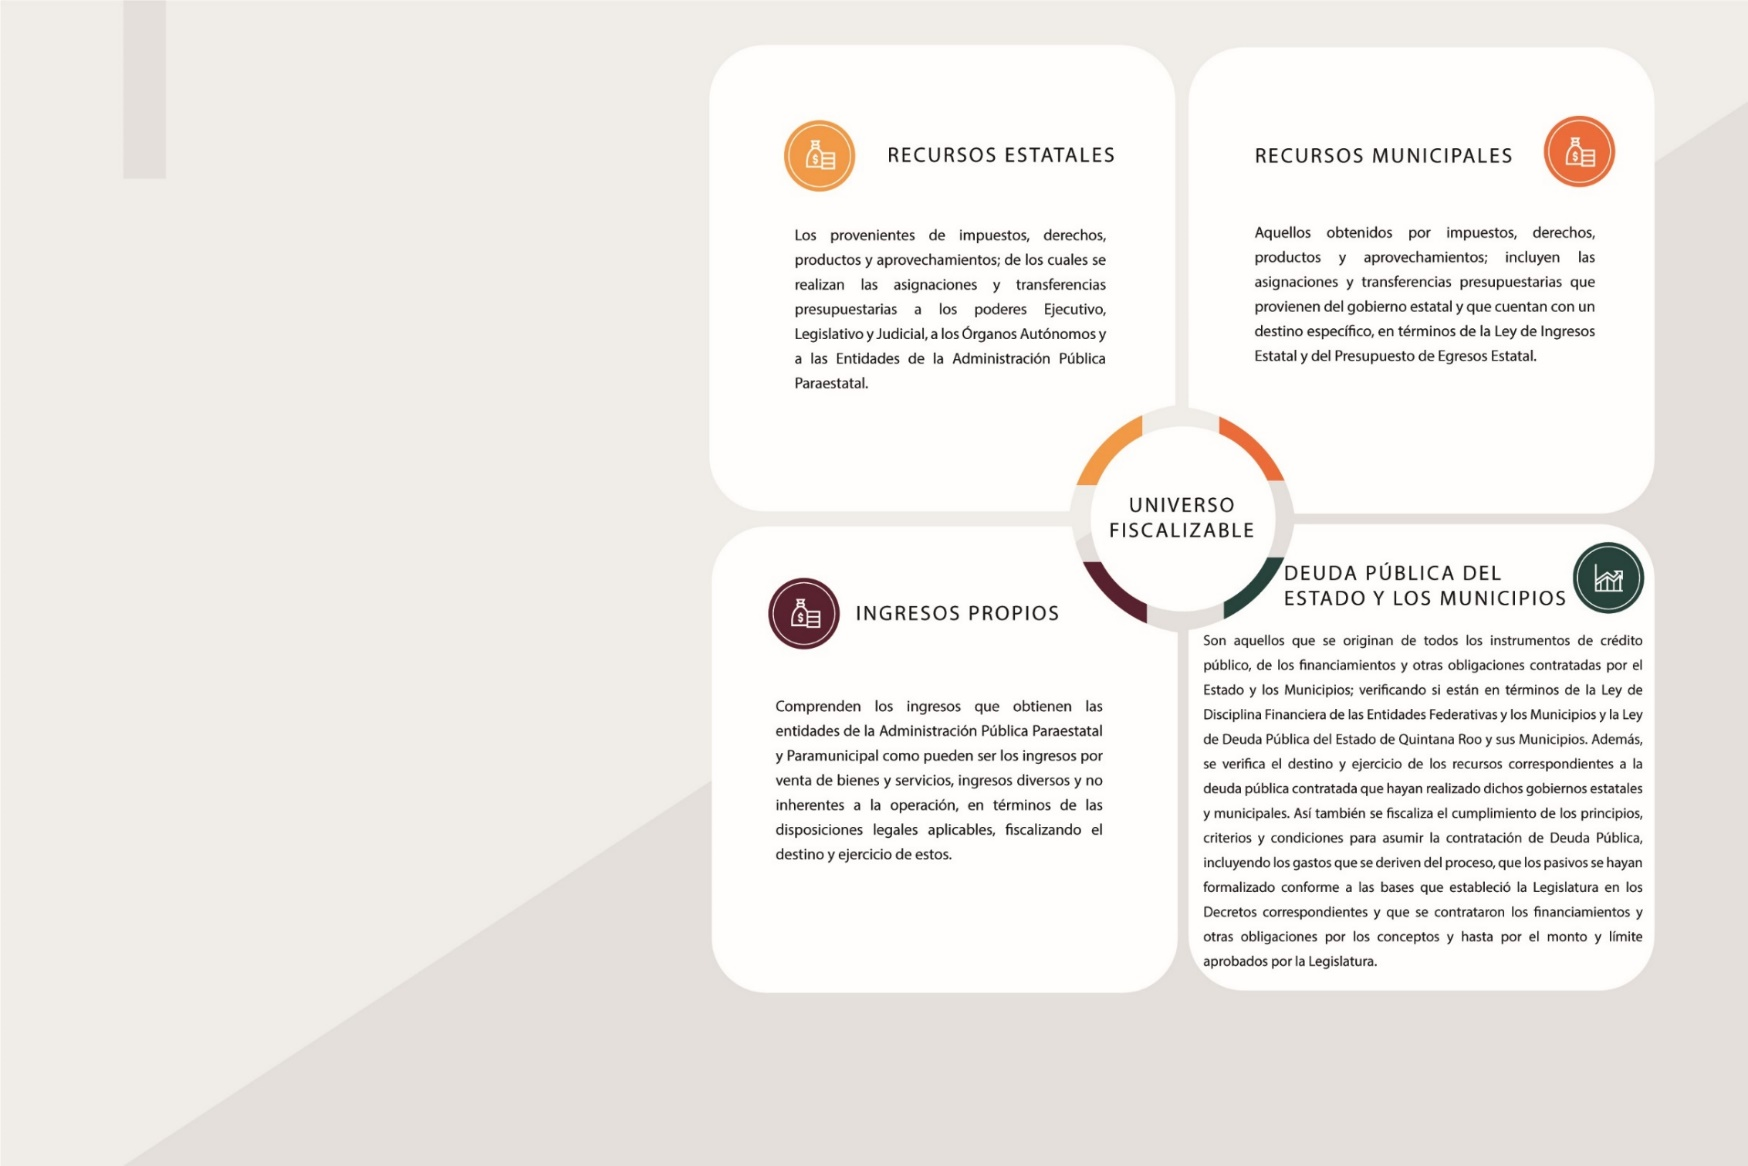 RECURSOS ESTATALES
Los provenientes de impuestos, derechos,
productos y aprovechamientos; de los cuales se
realizan las asignaciones y transferencias
presupuestarias a los poderes Ejecutivo,
Legislativo y Judicial, a los Órganos Autónomos y
a las Entidades de la Administración Pública
Paraestatal.
RECURSOS MUNICIPALES
Aquellos obtenidos por impuestos, derechos,
productos y aprovechamientos; incluyen las
asignaciones y transferencias presupuestarias que
provienen del gobierno estatal y que cuentan con un
destino específico, en términos de la Ley de Ingresos
Estatal y del Presupuesto de Egresos Estatal.
UNIVERSO
FISCALIZABLE
INGRESOS PROPIOS
Comprenden los ingresos que obtienen las
entidades de la Administración Pública Paraestatal
y Paramunicipal como pueden ser los ingresos por
venta de bienes y servicios, ingresos diversos y no
inherentes a la operación, en términos de las
disposiciones legales aplicables, fiscalizando el
destino y ejercicio de estos.
DEUDA PÚBLICA DEL
ESTADO Y LOS MUNICIPIOS
Son aquellos que se originan de todos los instrumentos de crédito
público, de los financiamientos y otras obligaciones contratadas por el
Estado y los Municipios; verificando si están en términos de la Ley de
Disciplina Financiera de las Entidades Federativas y los Municipios y la Ley
de Deuda Pública del Estado de Quintana Roo y sus Municipios. Además,
se verifica el destino y ejercicio de los recursos correspondientes a la
deuda pública contratada que hayan realizado dichos gobiernos estatales
y municipales. Así también se fiscaliza el cumplimiento de los principios,
criterios y condiciones para asumir la contratación de Deuda Pública,
incluyendo los gastos que se deriven del proceso, que los pasivos se hayan
formalizado conforme a las bases que estableció la Legislatura en los
Decretos correspondientes y que se contrataron los financiamientos y
otras obligaciones por los conceptos y hasta por el monto y límite
aprobados por la Legislatura.